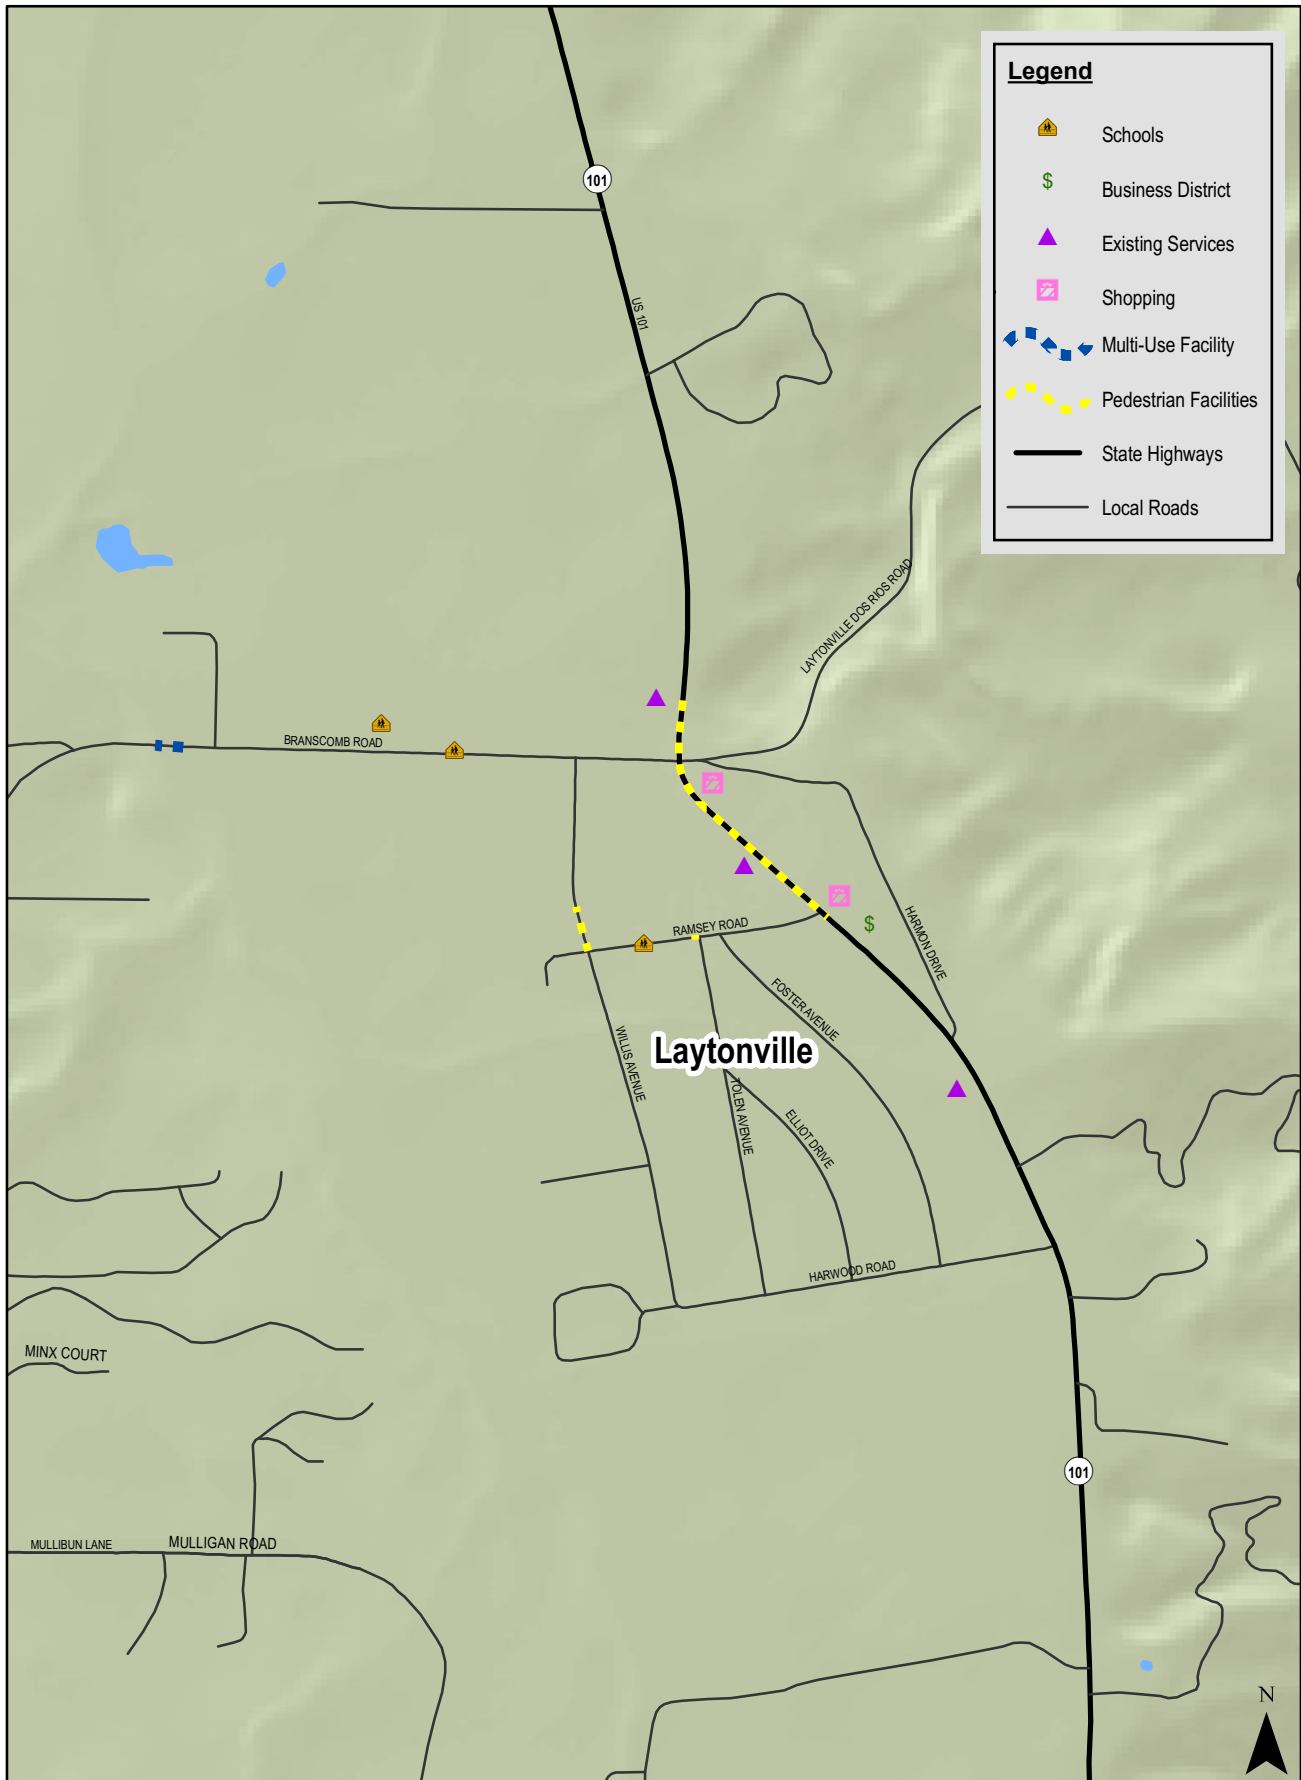 Legend
Schools
$
Business District
Existing Services
Shopping
Multi-Use Facility
Pedestrian Facilities
State Highways
Local Roads
101
US 101
LAYTONVILLE DOS RIOS ROAD
BRANSCOMB ROAD
HARMON DRIVE
$
RAMSEY ROAD
FOSTER AVENUE
Laytonville
WILLIS AVENUE
TOLEN AVENUE
ELLIOT DRIVE
HARWOOD ROAD
MINX COURT
101
MULLIBUN LANE
MULLIGAN ROAD
N